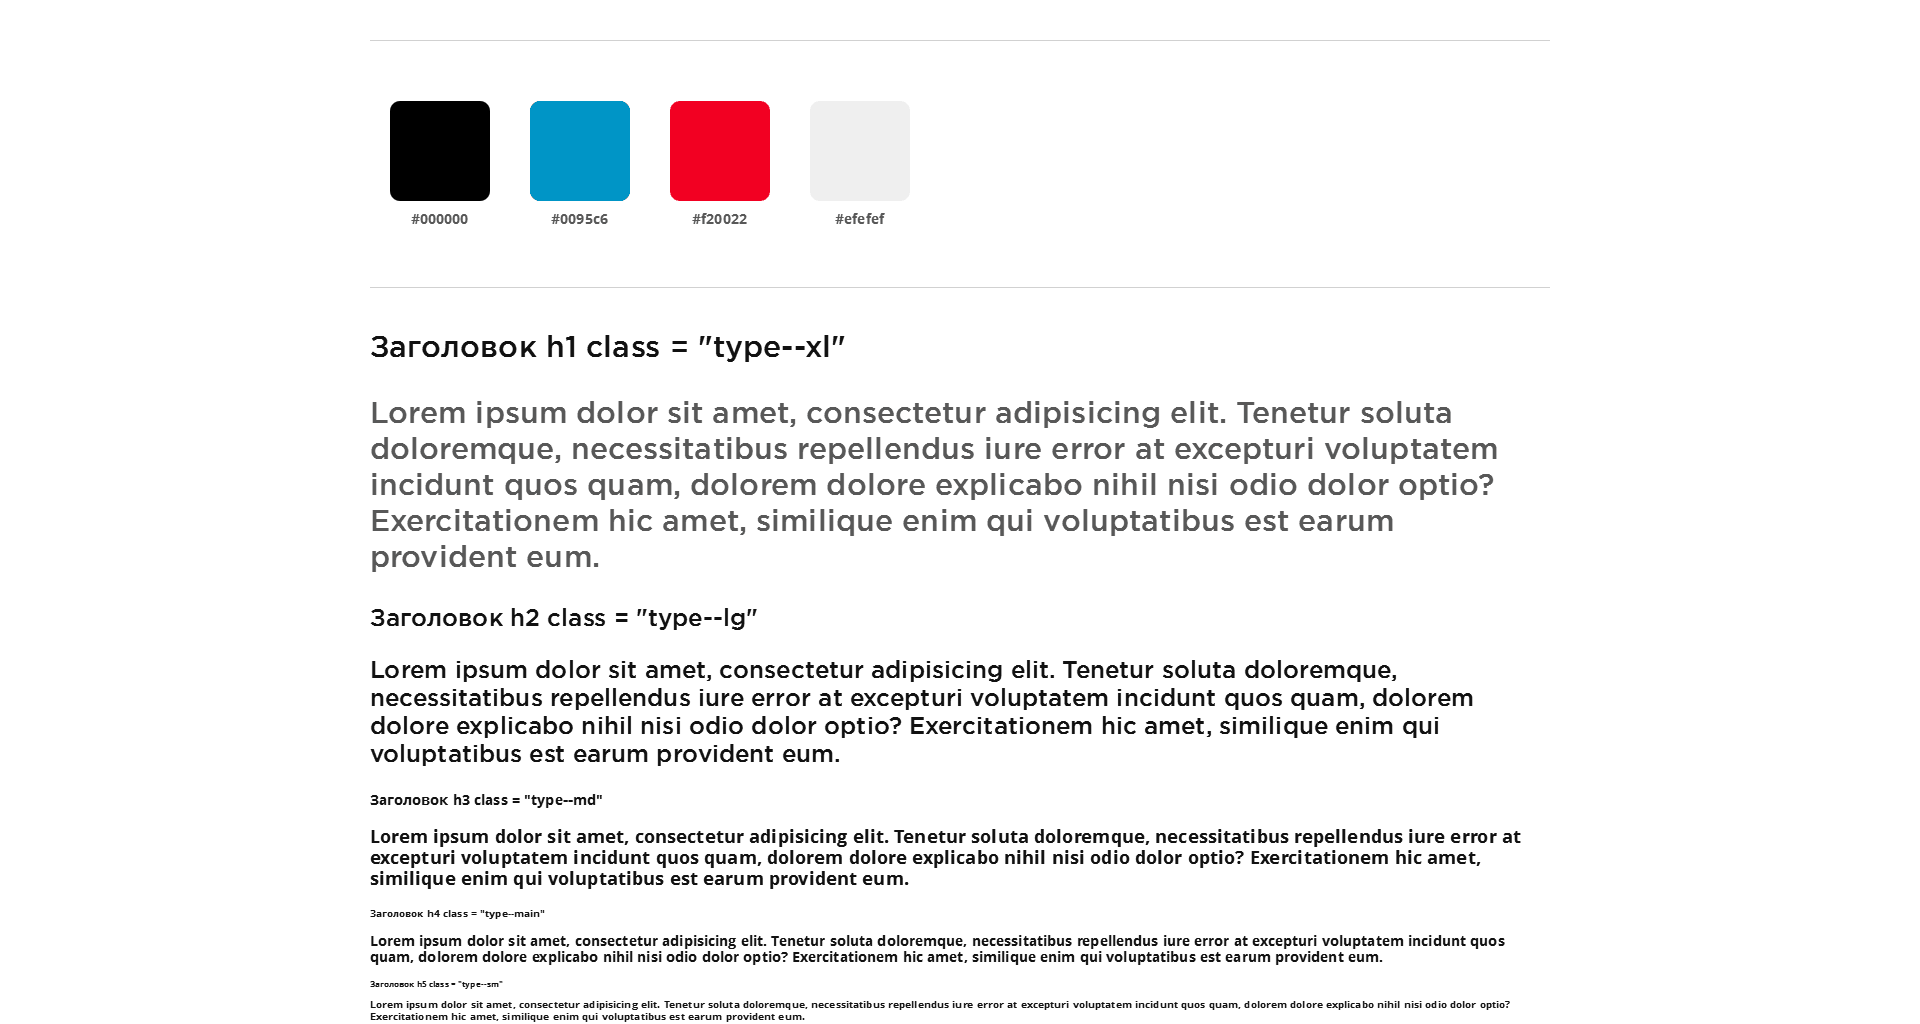 #000000 #0095c6 #f20022 #efefef
Заголовок h1 class = "type--xl"
Lorem ipsum dolor sit amet, consectetur adipisicing elit. Tenetur soluta
doloremque, necessitatibus repellendus iure error at excepturi voluptatem
incidunt quos quam, dolorem dolore explicabo nihil nisi odio dolor optio?
Exercitationem hic amet, similique enim qui voluptatibus est earum
provident eum.
Заголовок h2 class = "type--lg"
Lorem ipsum dolor sit amet, consectetur adipisicing elit. Tenetur soluta doloremque,
necessitatibus repellendus iure error at excepturi voluptatem incidunt quos quam, dolorem
dolore explicabo nihil nisi odio dolor optio? Exercitationem hic amet, similique enim qui
voluptatibus est earum provident eum.
Заголовок h3 class = "type--md"
Lorem ipsum dolor sit amet, consectetur adipisicing elit. Tenetur soluta doloremque, necessitatibus repellendus iure error at
excepturi voluptatem incidunt quos quam, dolorem dolore explicabo nihil nisi odio dolor optio? Exercitationem hic amet,
similique enim qui voluptatibus est earum provident eum.
Заголовок h4 class = "type--main"
Lorem ipsum dolor sit amet, consectetur adipisicing elit. Tenetur soluta doloremque, necessitatibus repellendus iure error at excepturi voluptatem incidunt quos
quam, dolorem dolore explicabo nihil nisi odio dolor optio? Exercitationem hic amet, similique enim qui voluptatibus est earum provident eum.
Заголовок h5 class = "type--sm"
Lorem ipsum dolor sit amet, consectetur adipisicing elit. Tenetur soluta doloremque, necessitatibus repellendus iure error at excepturi voluptatem incidunt quos quam, dolorem dolore explicabo nihil nisi odio dolor optio?
Exercitationem hic amet, similique enim qui voluptatibus est earum provident eum.